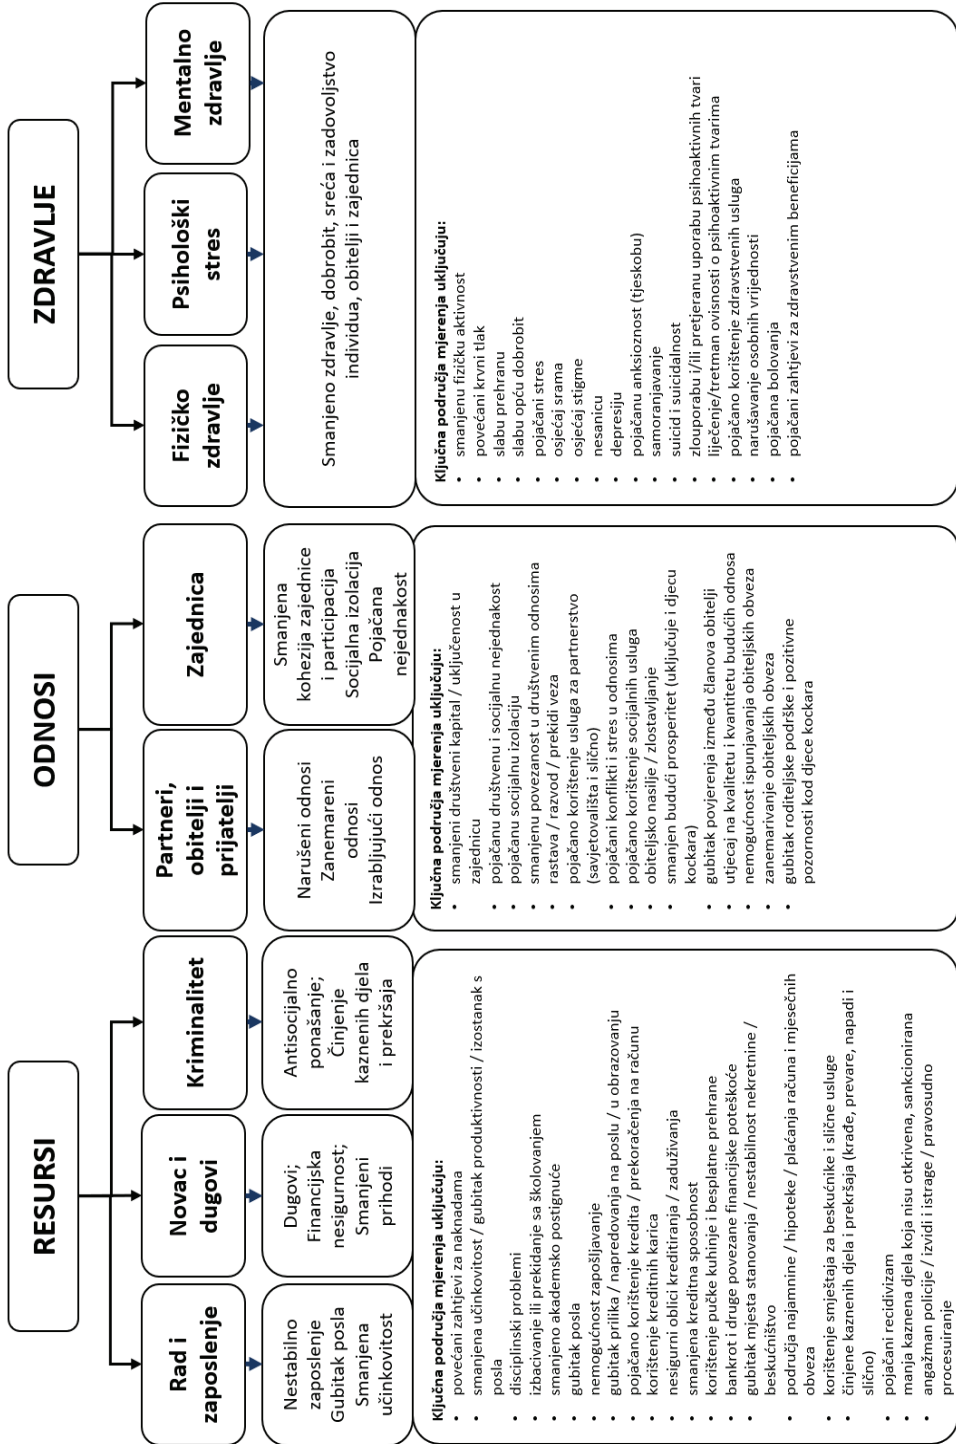 RESURSI
Rad i
zaposlenje
Novac i
dugovi
Kriminalitet
Nestabilno
zaposlenje
Gubitak posla
Smanjena
učinkovitost
Dugovi;
Financijska
nesigurnost;
Smanjeni
prihodi
Antisocijalno
ponašanje;
Činjenje
kaznenih djela
i prekršaja
Ključna područja mjerenja uključuju:
• povećani zahtjevi za naknadama
• smanjena učinkovitost / gubitak produktivnosti / izostanak s
posla
• disciplinski problemi
• izbacivanje ili prekidanje sa školovanjem
• smanjeno akademsko postignuće
• gubitak posla
• nemogućnost zapošljavanje
• gubitak prilika / napredovanja na poslu / u obrazovanju
• pojačano korištenje kredita / prekoračenja na računu
• korištenje kreditnih karica
• nesigurni oblici kreditiranja / zaduživanja
• smanjena kreditna sposobnost
• korištenje pučke kuhinje i besplatne prehrane
• bankrot i druge povezane financijske poteškoće
• gubitak mjesta stanovanja / nestabilnost nekretnine /
beskućništvo
• područja najamnine / hipoteke / plaćanja računa i mjesečnih
obveza
• korištenje smještaja za beskućnike i slične usluge
• činjene kaznenih djela i prekršaja (krađe, prevare, napadi i
slično)
• pojačani recidivizam
• manja kaznena djela koja nisu otkrivena, sankcionirana
• angažman policije / izvidi i istrage / pravosudno
procesuiranje
ODNOSI
Partneri,
obitelji i
prijatelji
Zajednica
Narušeni odnosi
Zanemareni
odnosi
Izrabljujući odnos
Smanjena
kohezija zajednice
i participacija
Socijalna izolacija
Pojačana
nejednakost
Ključna područja mjerenja uključuju:
• smanjeni društveni kapital / uključenost u
zajednicu
• pojačanu društvenu i socijalnu nejednakost
• pojačanu socijalnu izolaciju
• smanjenu povezanost u društvenim odnosima
• rastava / razvod / prekidi veza
• pojačano korištenje usluga za partnerstvo
(savjetovališta i slično)
• pojačani konflikti i stres u odnosima
• pojačano korištenje socijalnih usluga
• obiteljsko nasilje / zlostavljanje
• smanjen budući prosperitet (uključuje i djecu
kockara)
• gubitak povjerenja između članova obitelji
• utjecaj na kvalitetu i kvantitetu budućih odnosa
• nemogućnost ispunjavanja obiteljskih obveza
• zanemarivanje obiteljskih obveza
• gubitak roditeljske podrške i pozitivne
pozornosti kod djece kockara
ZDRAVLJE
Fizičko
zdravlje
Psihološki
stres
Mentalno
zdravlje
Smanjeno zdravlje, dobrobit, sreća i zadovoljstvo
individua, obitelji i zajednica
Ključna područja mjerenja uključuju:
• smanjenu fizičku aktivnost
• povećani krvni tlak
• slabu prehranu
• slabu opću dobrobit
• pojačani stres
• osjećaj srama
• osjećaj stigme
• nesanicu
• depresiju
• pojačanu anksioznost (tjeskobu)
• samoranjavanje
• suicid i suicidalnost
• zlouporabu i/ili pretjeranu uporabu psihoaktivnih tvari
• liječenje/tretman ovisnosti o psihoaktivnim tvarima
• pojačano korištenje zdravstvenih usluga
• narušavanje osobnih vrijednosti
• pojačana bolovanja
• pojačani zahtjevi za zdravstvenim beneficijama